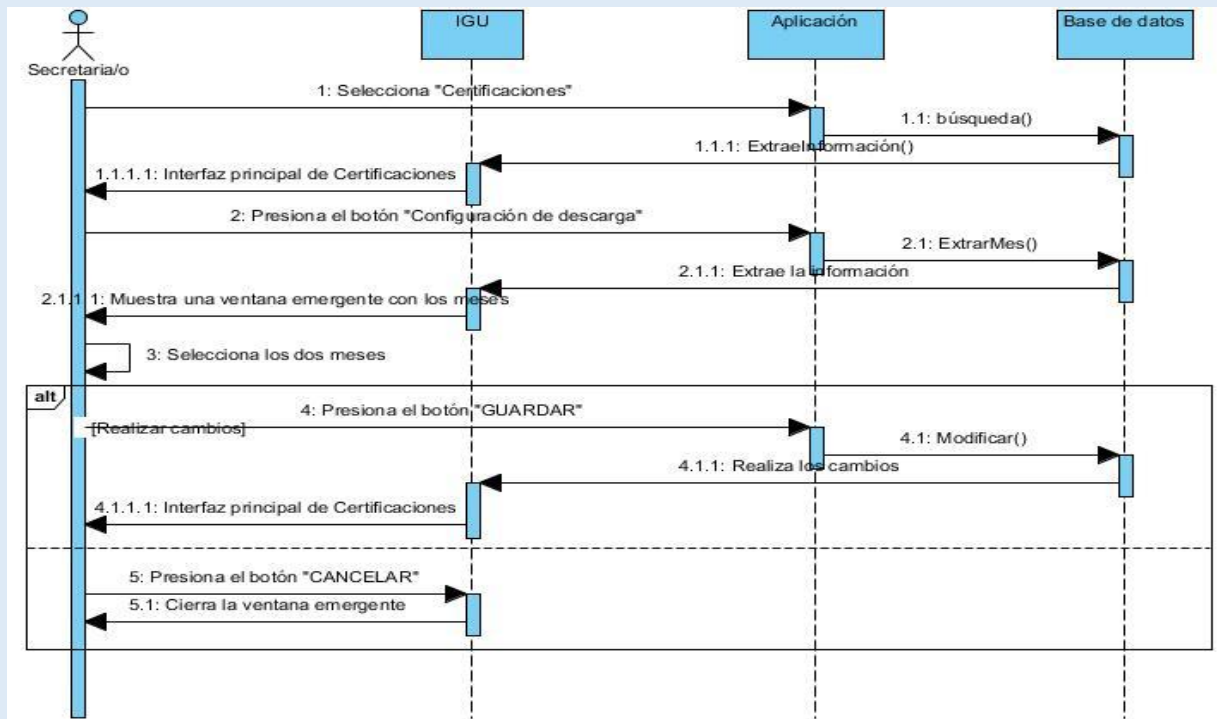 IGU
Aplicación
Base de datos
Secretaria/o
1: Selecciona "Certificaciones"
1.1: búsqueda()
1.1.1: ExtraeInformación()
1.1.1.1: Interfaz principal de Certificaciones
2: Presiona el botón "Configuración de descarga"
2.1: ExtrarMes()
2.1.1: Extrae la información
2.1.1.1: Muestra una ventana emergente con los meses
3: Selecciona los dos meses
alt
4: Presiona el botón "GUARDAR"
[Realizar cambios]
4.1: Modificar()
4.1.1: Realiza los cambios
4.1.1.1: Interfaz principal de Certificaciones
5: Presiona el botón "CANCELAR"
5.1: Cierra la ventana emergente